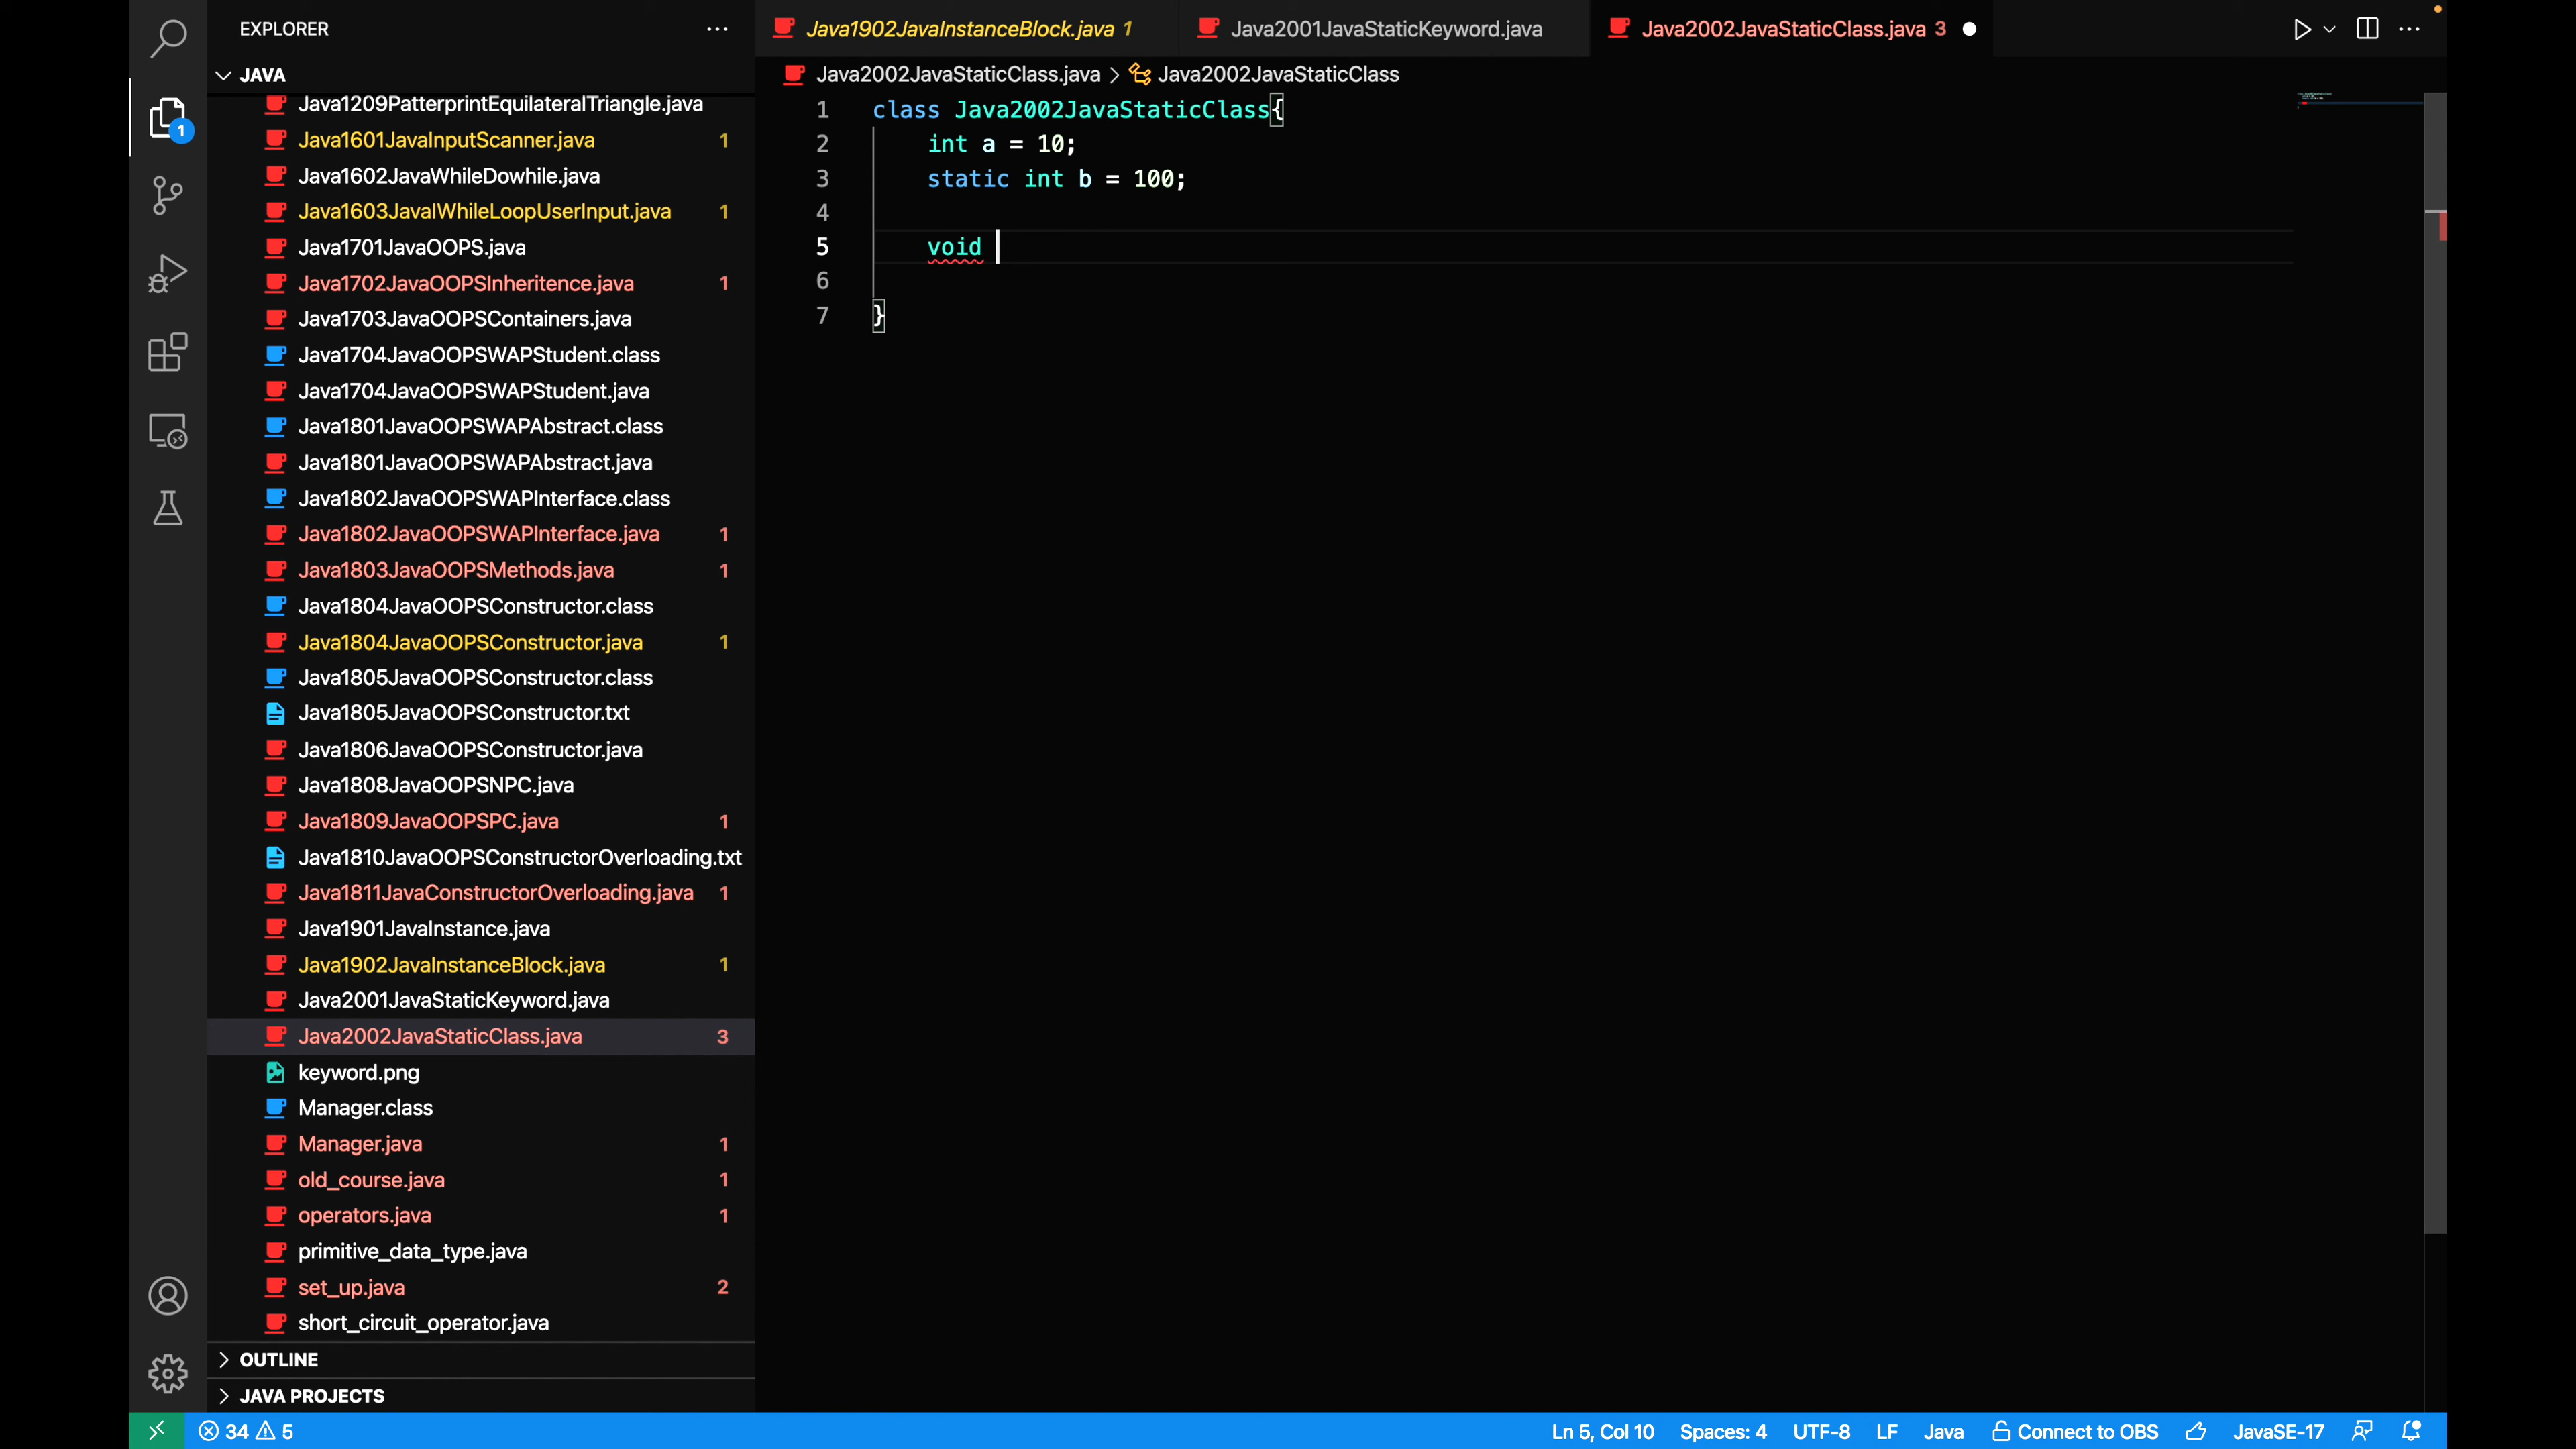 EXPLORER
JAVA
Java1209PatterprintEquilateralTriangle.java
Java1601JavaInputScanner.java 1
Java1602JavaWhileDowhile.java
Java1603JavaIWhileLoopUserInput.java 1
Java1701JavaOOPS.java
Java1702JavaOOPSInheritence.java 1
Java1703JavaOOPSContainers.java
Java1704JavaOOPSWAPStudent.class
Java1704JavaOOPSWAPStudent.java
Java1801JavaOOPSWAPAbstract.class
Java1801JavaOOPSWAPAbstract.java
Java1802JavaOOPSWAPInterface.class
Java1802JavaOOPSWAPInterface.java 1
Java1803JavaOOPSMethods.java 1
Java1804JavaOOPSConstructor.class
Java1804JavaOOPSConstructor.java 1
Java1805JavaOOPSConstructor.class
Java1805JavaOOPSConstructor.txt
Java1806JavaOOPSConstructor.java
Java1808JavaOOPSNPC.java
Java1809JavaOOPSPC.java 1
Java1810JavaOOPSConstructorOverloading.txt
Java1811JavaConstructorOverloading.java 1
Java1901JavaInstance.java
Java1902JavaInstanceBlock.java 1
Java2001JavaStaticKeyword.java
Java2002JavaStaticClass.java 3
keyword.png
Manager.class
Manager.java 1
old_course.java 1
operators.java 1
primitive_data_type.java
set_up.java 2
short_circuit_operator.java
OUTLINE
JAVA PROJECTS
1
Java1902JavaInstanceBlock.java 1
Java2001JavaStaticKeyword.java
Java2002JavaStaticClass.java 3
Java2002JavaStaticClass.java > Java2002JavaStaticClass
1 class Java2002JavaStaticClass{
2 int a = 10;
3 static int b = 100;
4
5 void
6
7 }
34 5
Ln 5, Col 10
Spaces: 4
UTF-8
LF
Java
Connect to OBS
JavaSE-17